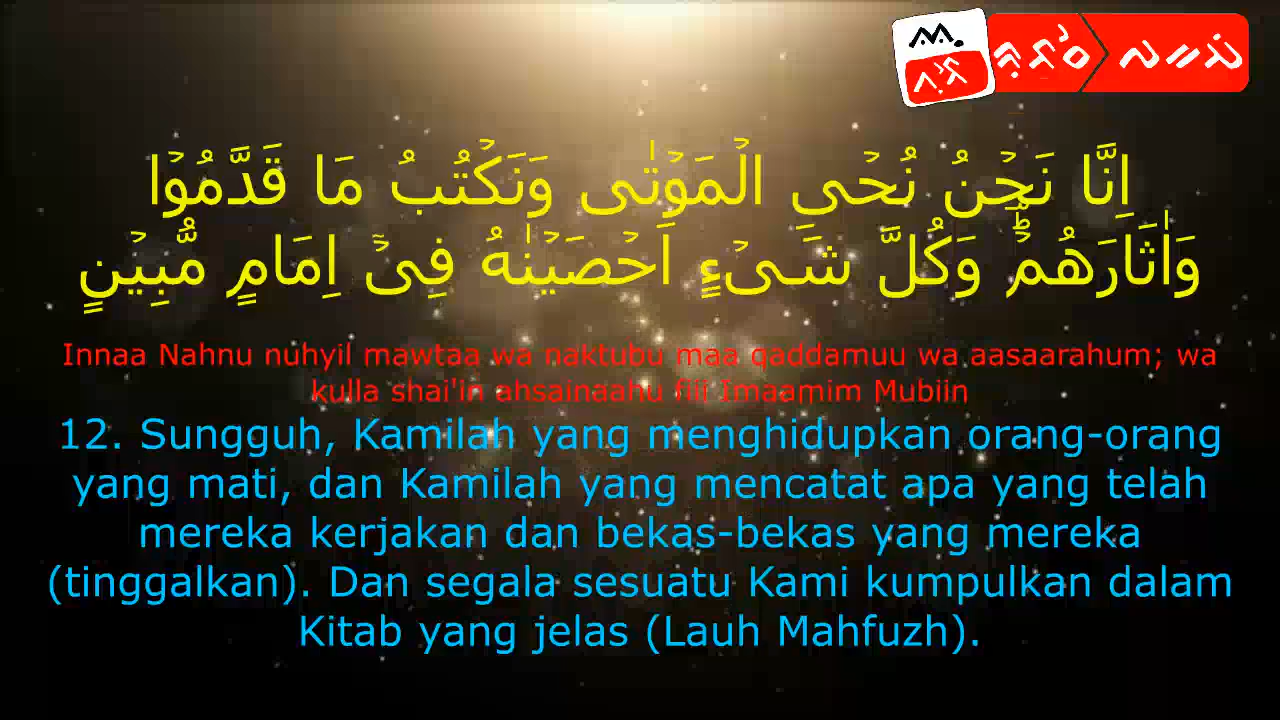 اِنَّا نَحۡنُ نُحۡىِ الۡمَوۡتٰى وَنَكۡتُبُ مَا قَدَّمُوۡا
وَاٰثَارَهُمۡؕ وَكُلَّ شَىۡءٍ اَحۡصَيۡنٰهُ فِىۡۤ اِمَامٍ مُّبِيۡنٍ
Innaa Nahnu nuhyil mawtaa wa naktubu maa qaddamuu wa aasaarahum; wa
kulla shai'in ahsainaahu fiii Imaamim Mubiin
12. Sungguh, Kamilah yang menghidupkan orang-orang
yang mati, dan Kamilah yang mencatat apa yang telah
mereka kerjakan dan bekas-bekas yang mereka
(tinggalkan). Dan segala sesuatu Kami kumpulkan dalam
Kitab yang jelas (Lauh Mahfuzh).